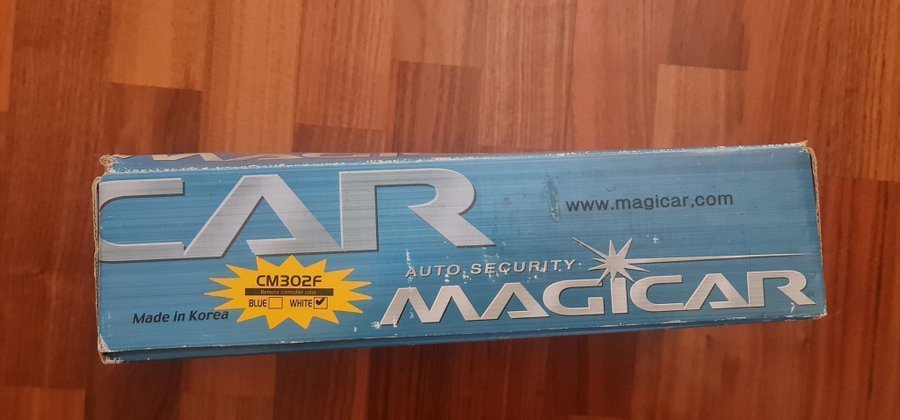 CAR
www.magicar.com
AUTO SECURITY
MAGICAR
CM302F
Remote controller color
BLUE WHITE
Made in Korea